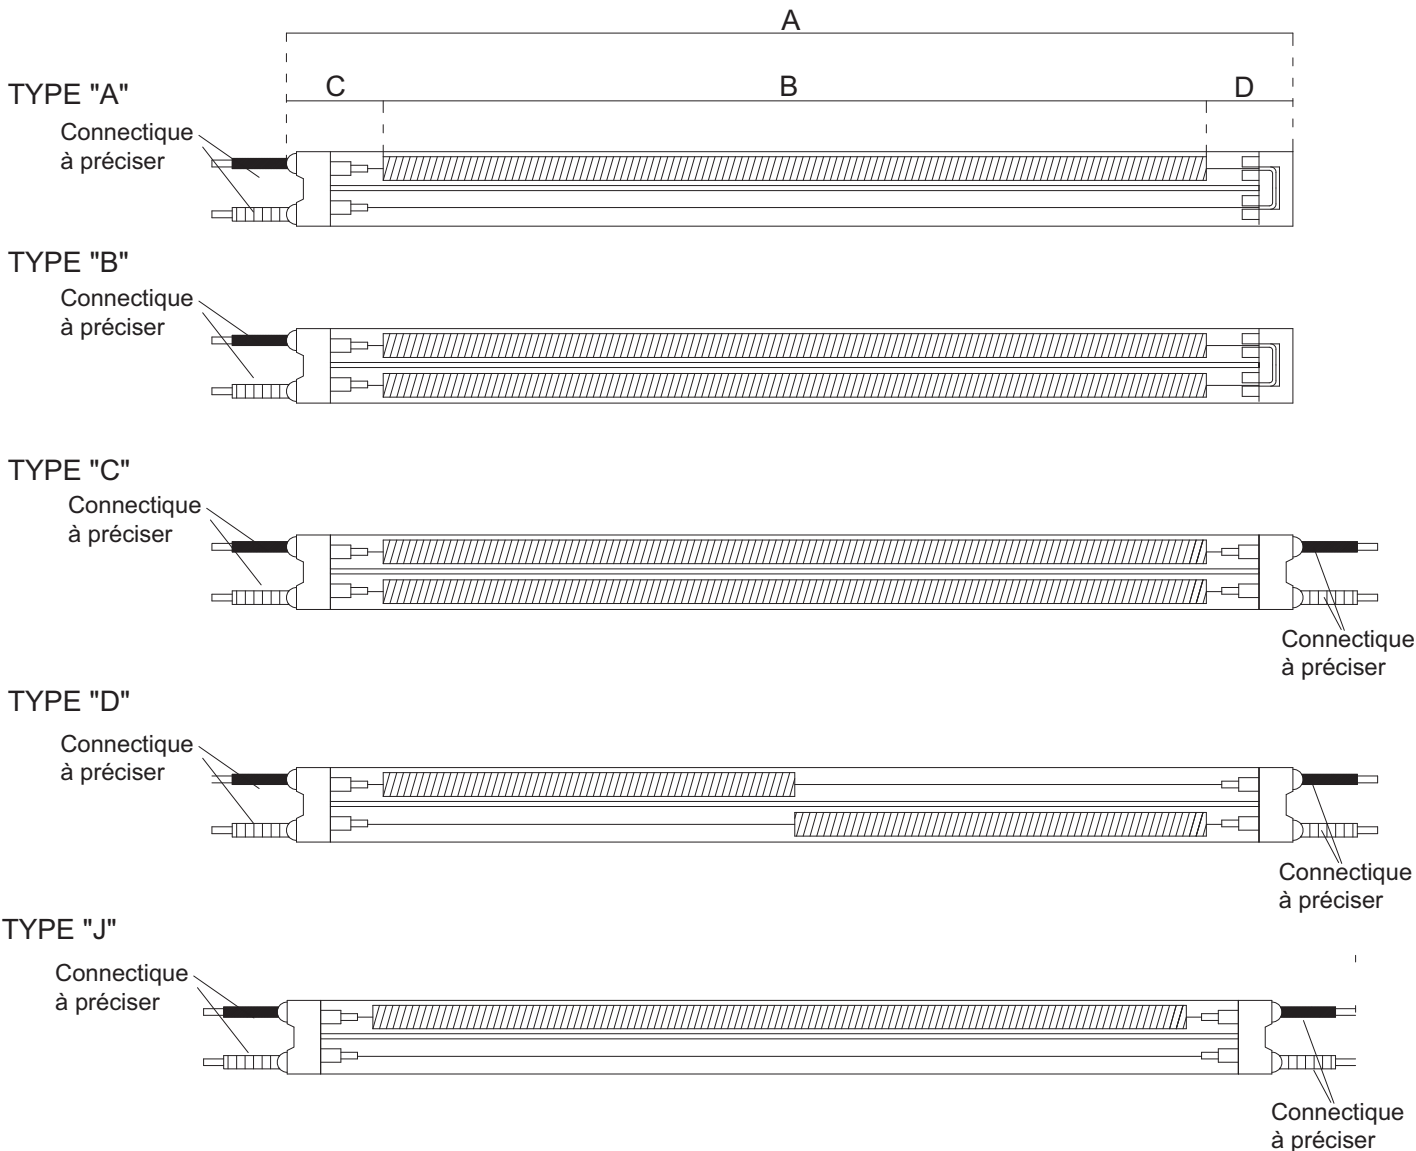 A
C
B
D
TYPE "A"
Connectique
à préciser
TYPE "B"
Connectique
à préciser
TYPE "C"
Connectique
à préciser
Connectique
à préciser
TYPE "D"
Connectique
à préciser
Connectique
à préciser
TYPE "J"
Connectique
à préciser
Connectique
à préciser